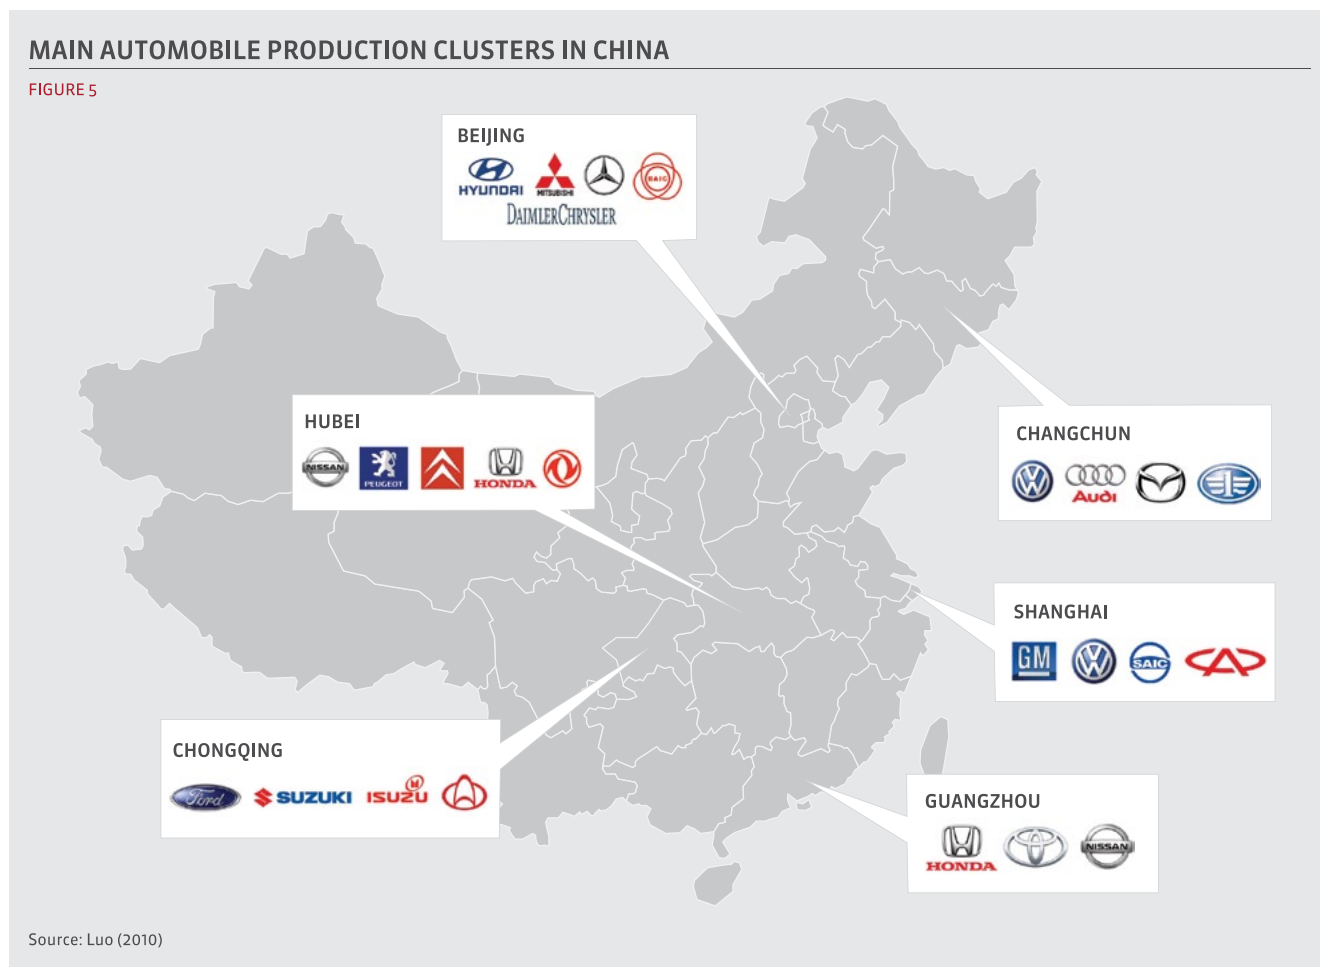 MAIN AUTOMOBILE PRODUCTION CLUSTERS IN CHINA
FIGURE 5
BEIJING
HYUNDAI
MITSUBISHI
BAIC
DAIMLERCHRYSLER
HUBEI
NISSAN
PEUGEOT
HONDA
CHANGCHUN
Audi
SHANGHAI
GM
SAIC
CHONGQING
Ford
SUZUKI
ISUZU
GUANGZHOU
HONDA
NISSAN
Source: Luo (2010)